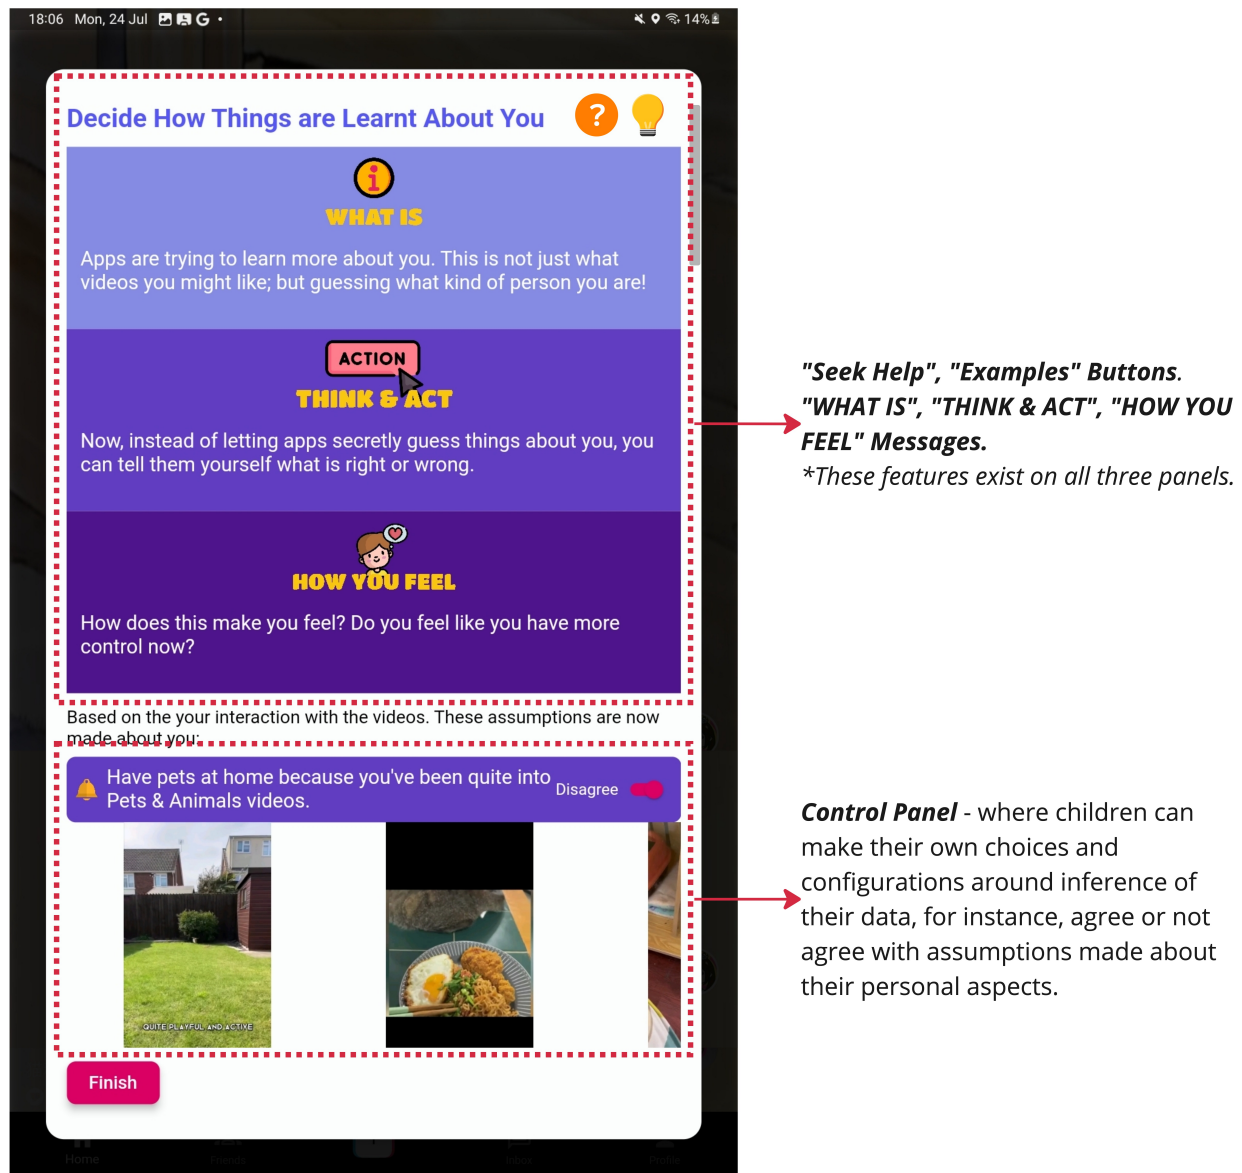 18:06 Mon, 24 Jul G 14%
Decide How Things are Learnt About You
?
WHAT IS
Apps are trying to learn more about you. This is not just what
videos you might like; but guessing what kind of person you are!
ACTION
THINK & ACT
Now, instead of letting apps secretly guess things about you, you
can tell them yourself what is right or wrong.
HOW YOU FEEL
How does this make you feel? Do you feel like you have more
control now?
Based on the your interaction with the videos. These assumptions are now
made about you:
Have pets at home because you've been quite into
Pets & Animals videos.
Disagree
QUITE PLAYFUL AND ACTIVE
Finish
Home Friends Inbox Profile
"Seek Help", "Examples" Buttons.
"WHAT IS", "THINK & ACT", "HOW YOU
FEEL" Messages.
*These features exist on all three panels.
Control Panel - where children can
make their own choices and
configurations around inference of
their data, for instance, agree or not
agree with assumptions made about
their personal aspects.